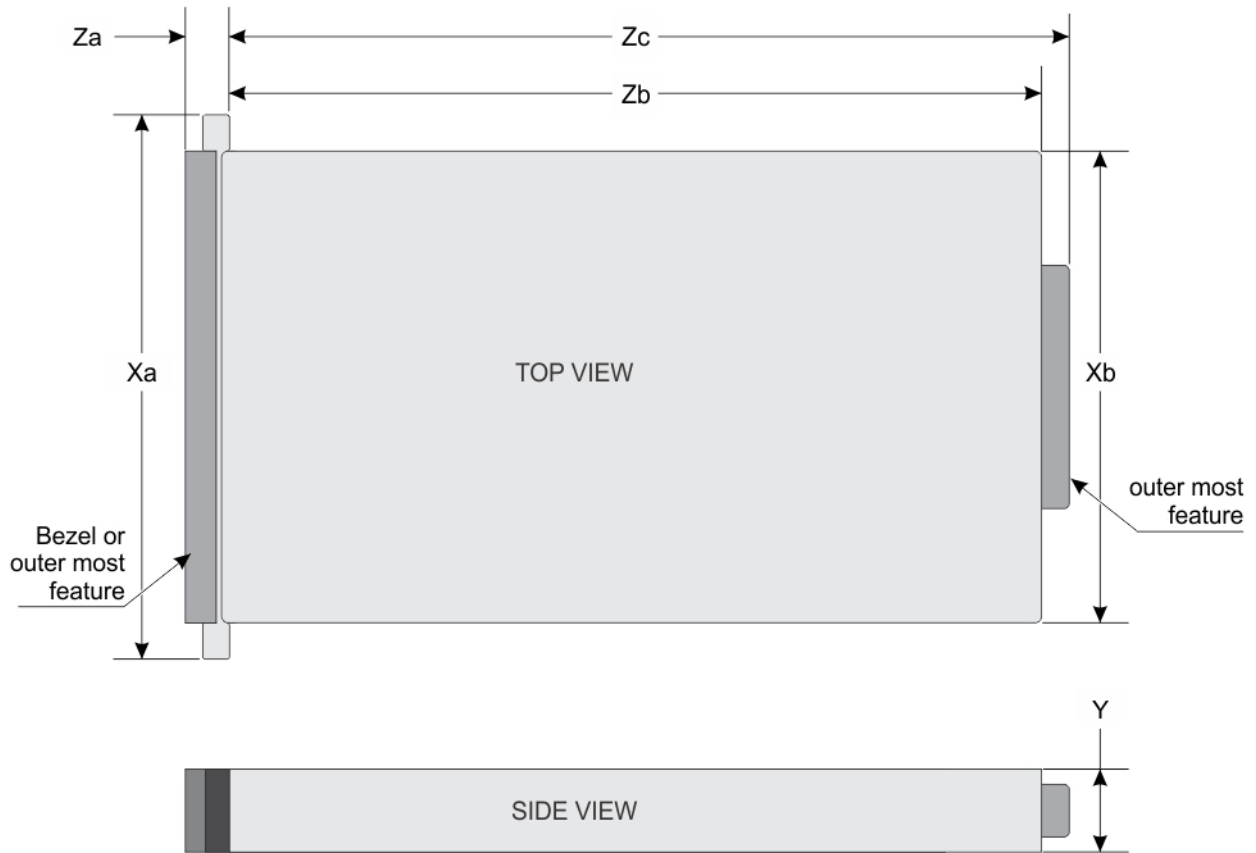 Za
Zc
Zb
Xa
TOP VIEW
Xb
outer most
feature
Bezel or
outer most
feature
Y
SIDE VIEW